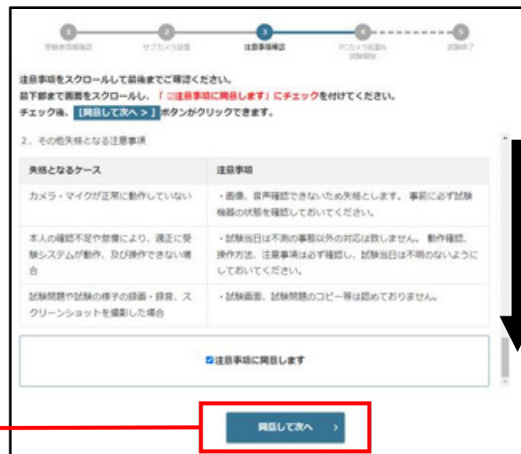 1 2 3 4 5
受験者情報確認 サブカメラ設置 注意事項確認 PCカメラ起動& 試験開始 試験終了
注意事項をスクロールして最後までご確認ください。
最下部まで画面をスクロールし、「☑注意事項に同意します」にチェックを付けてください。
チェック後、[同意して次へ > ]ボタンがクリックできます。
2. その他失格となる注意事項
失格となるケース 注意事項
カメラ・マイクが正常に動作していない ・画像、音声確認できないため失格とします。 事前に必ず試験
機器の状態を確認しておいてください。
本人の確認不足や怠慢により、適正に受 ・試験当日は不測の事態以外の対応は致しません。 動作確認、
験システムが動作、及び操作できない場 操作方法、注意事項は必ず確認し、試験当日は不明のないように
合 しておいてください。
試験問題や試験の様子の録画・録音、ス ・試験画面、試験問題のコピー等は認めておりません。
クリーンショットを撮影した場合
☑注意事項に同意します
同意して次へ >